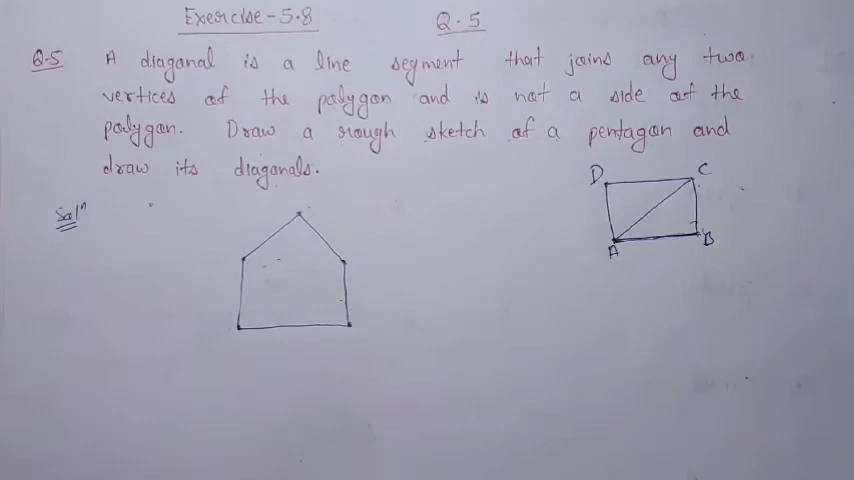 Exercise-5.8 Q.5
Q.5 A diagonal is a line segment that joins any two
vertices of the polygon and is not a side of the
polygon. Draw a rough sketch of a pentagon and
draw its diagonals.
D C
Solⁿ
A B